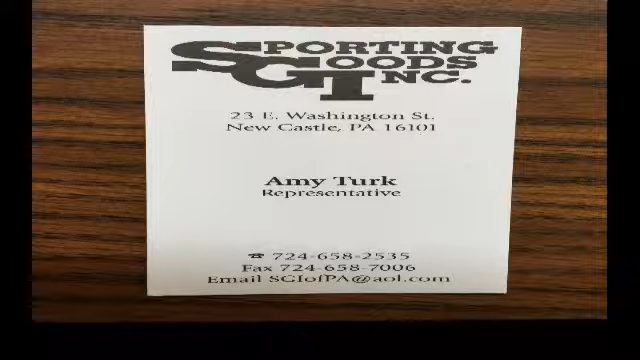 SPORTING
GOODS
INC.
23 E. Washington St.
New Castle, PA 16101
Amy Turk
Representative
☎ 724-658-2535
Fax 724-658-7006
Email SGIofPA@aol.com